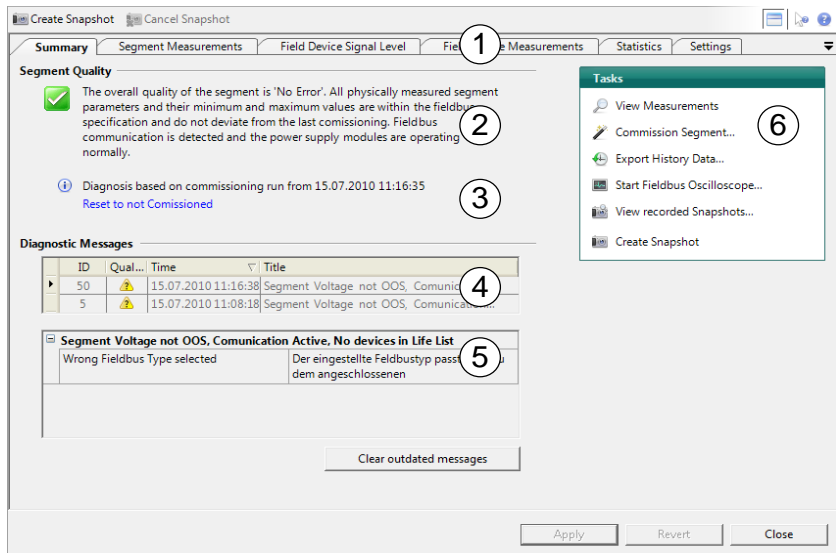 Create Snapshot Cancel Snapshot
Summary Segment Measurements Field Device Signal Level 1 Measurements Statistics Settings
Segment Quality
The overall quality of the segment is 'No Error'. All physically measured segment
parameters and their minimum and maximum values are within the fieldbus
specification and do not deviate from the last comissioning. Fieldbus
communication is detected and the power supply modules are operating
normally.
2
Diagnosis based on commissioning run from 15.07.2010 11:16:35
Reset to not Comissioned
3
Diagnostic Messages
ID Qual... Time Title
50 15.07.2010 11:16:38 Segment Voltage not OOS,
5 15.07.2010 11:08:18 Segment Voltage not OOS,
4
Segment Voltage not OOS, Comunication Active, No devices in Life List
Wrong Fieldbus Type selected Der eingestellte Feldbustyp
dem angeschlossenen
5
Clear outdated messages
Tasks
View Measurements
Commission Segment...
Export History Data...
Start Fieldbus Oscilloscope...
View recorded Snapshots...
Create Snapshot
6
Apply Revert Close